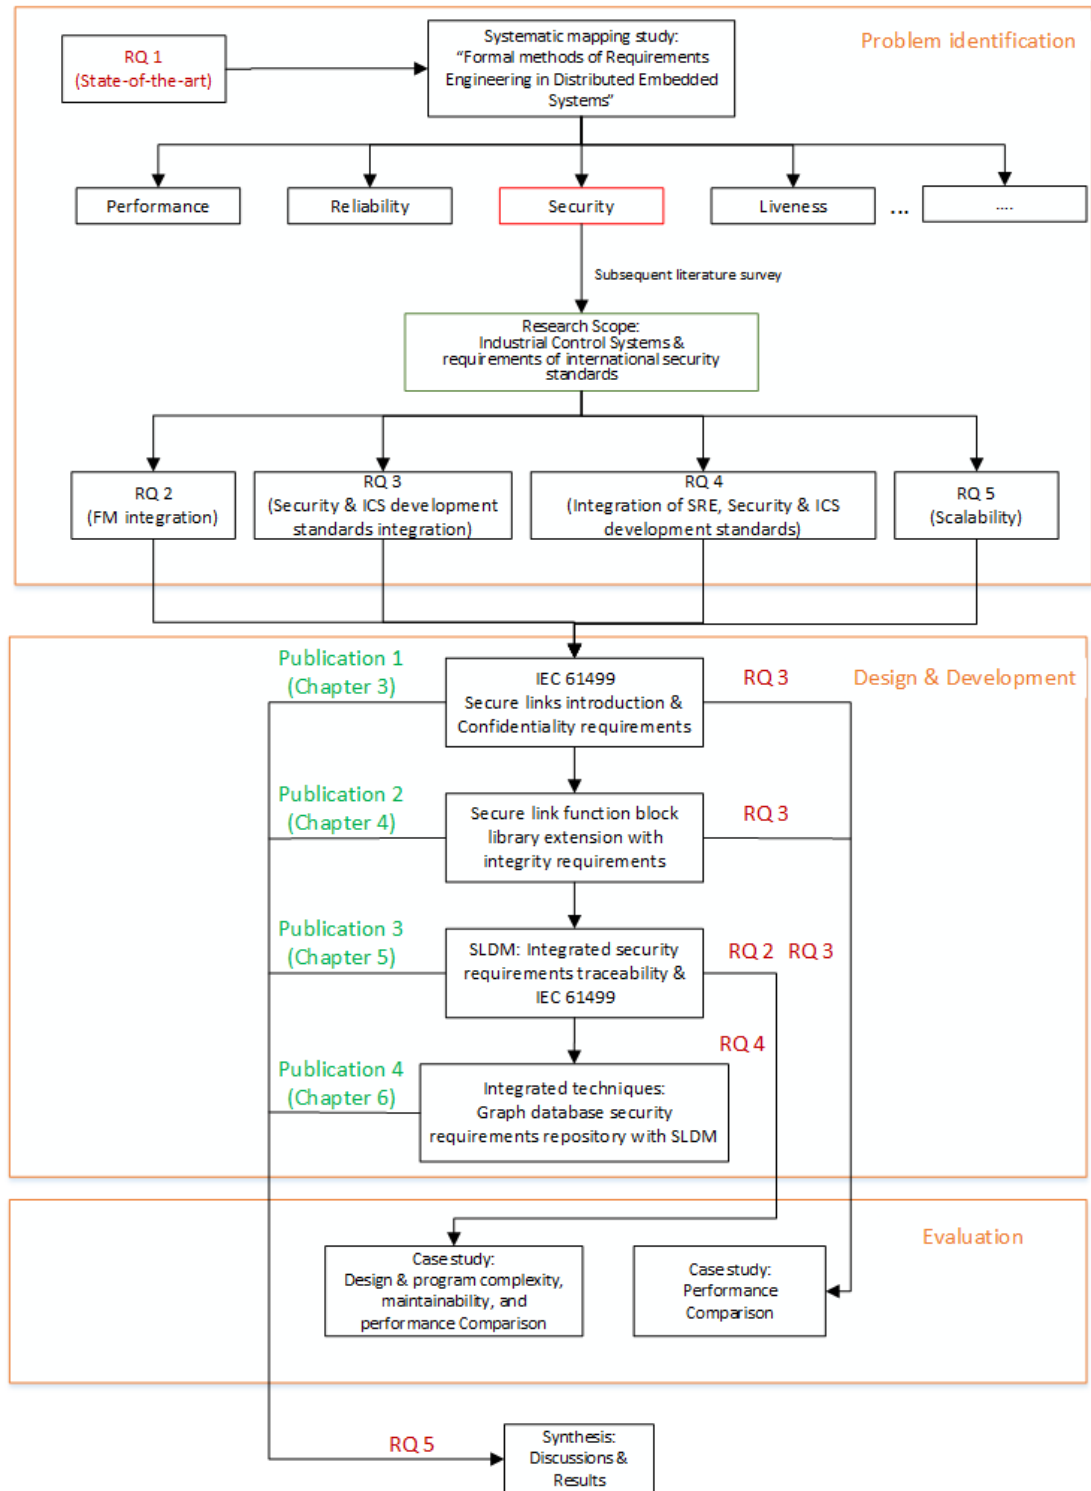 Problem identification
RQ 1
(State-of-the-art)
Systematic mapping study:
"Formal methods of Requirements
Engineering in Distributed Embedded
Systems"
Performance
Reliability
Security
Liveness
...
....
Subsequent literature survey
Research Scope:
Industrial Control Systems &
requirements of international security
standards
RQ 2
(FM integration)
RQ 3
(Security & ICS development
standards integration)
RQ 4
(Integration of SRE, Security & ICS
development standards)
RQ 5
(Scalability)
Design & Development
Publication 1
(Chapter 3)
IEC 61499
Secure links introduction &
Confidentiality requirements
RQ 3
Publication 2
(Chapter 4)
Secure link function block
library extension with
integrity requirements
RQ 3
Publication 3
(Chapter 5)
SLDM: Integrated security
requirements traceability &
IEC 61499
RQ 2 RQ 3
RQ 4
Publication 4
(Chapter 6)
Integrated techniques:
Graph database security
requirements repository with SLDM
Evaluation
Case study:
Design & program complexity,
maintainability, and
performance Comparison
Case study:
Performance
Comparison
RQ 5
Synthesis:
Discussions &
Results